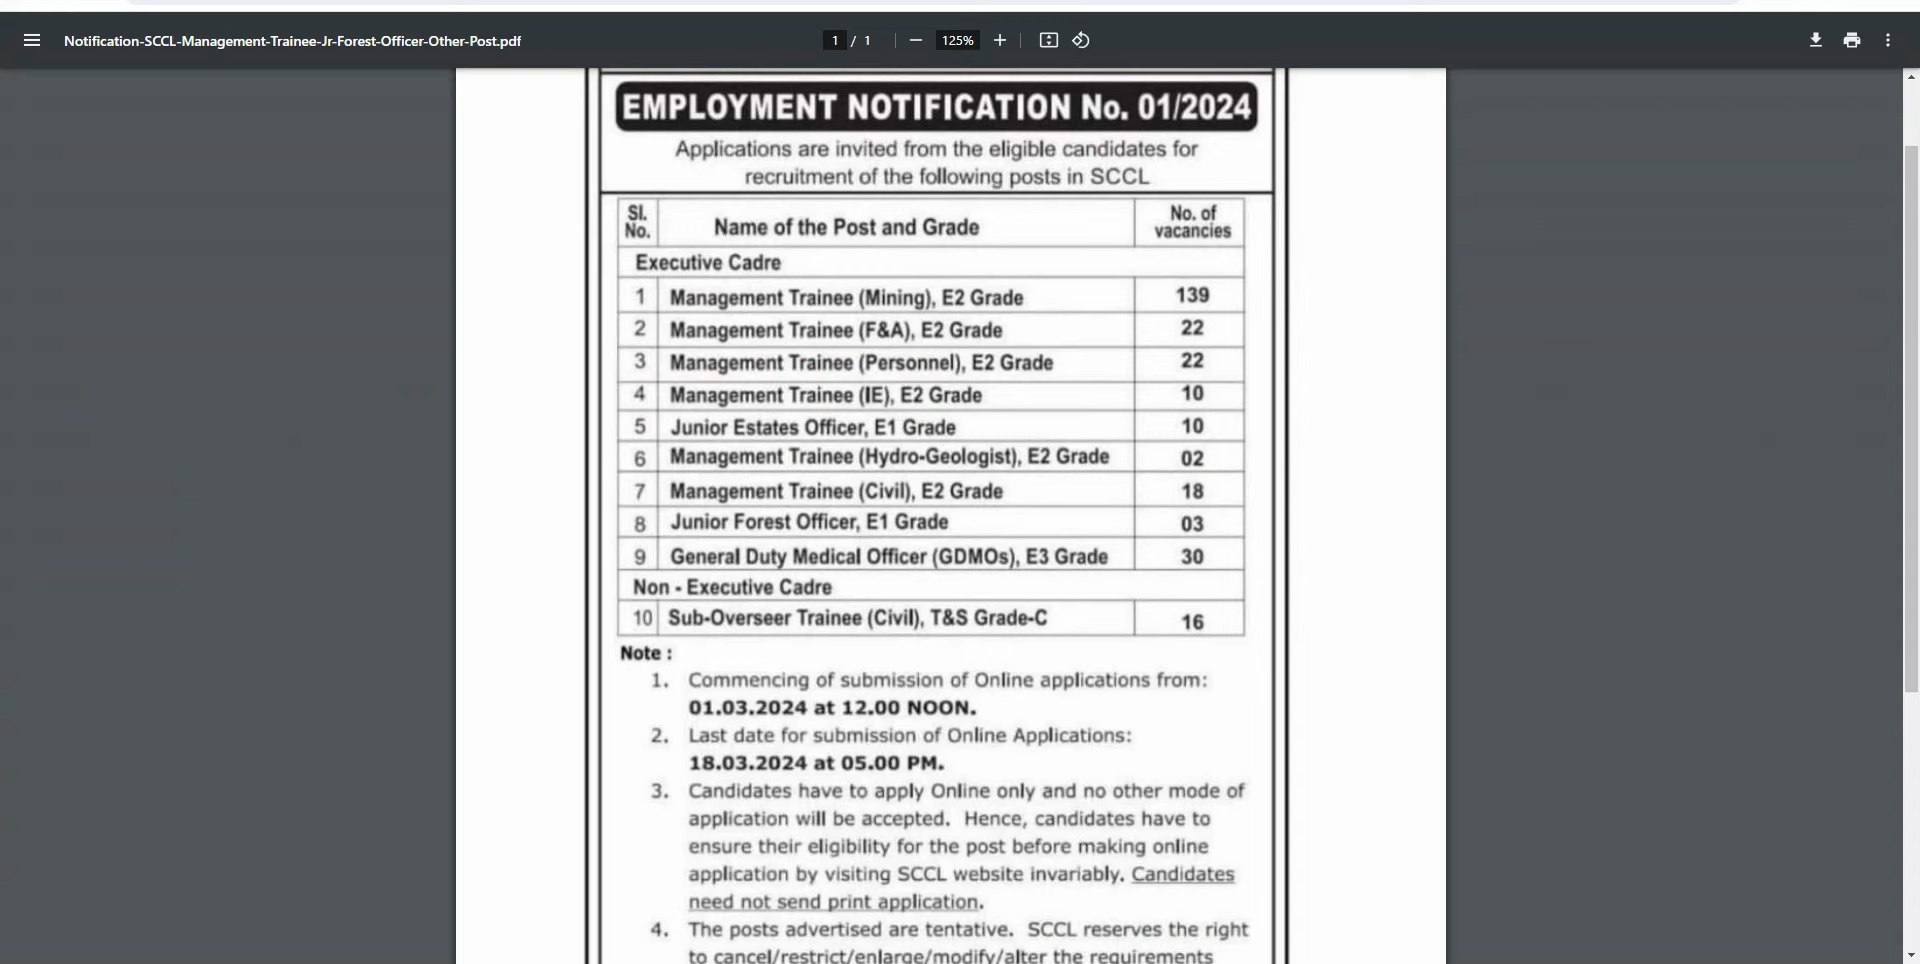 Notification-SCCL-Management-Trainee-Jr-Forest-Officer-Other-Post.pdf
1 / 1
125%
EMPLOYMENT NOTIFICATION No. 01/2024
Applications are invited from the eligible candidates for
recruitment of the following posts in SCCL
Sl. No. Name of the Post and Grade No. of vacancies
Executive Cadre
1 Management Trainee (Mining), E2 Grade 139
2 Management Trainee (F&A), E2 Grade 22
3 Management Trainee (Personnel), E2 Grade 22
4 Management Trainee (IE), E2 Grade 10
5 Junior Estates Officer, E1 Grade 10
6 Management Trainee (Hydro-Geologist), E2 Grade 02
7 Management Trainee (Civil), E2 Grade 18
8 Junior Forest Officer, E1 Grade 03
9 General Duty Medical Officer (GDMOs), E3 Grade 30
Non - Executive Cadre
10 Sub-Overseer Trainee (Civil), T&S Grade-C 16
Note :
1. Commencing of submission of Online applications from:
01.03.2024 at 12.00 NOON.
2. Last date for submission of Online Applications:
18.03.2024 at 05.00 PM.
3. Candidates have to apply Online only and no other mode of
application will be accepted. Hence, candidates have to
ensure their eligibility for the post before making online
application by visiting SCCL website invariably. Candidates
need not send print application.
4. The posts advertised are tentative. SCCL reserves the right
to cancel/restrict/enlarge/modify/alter the requirements